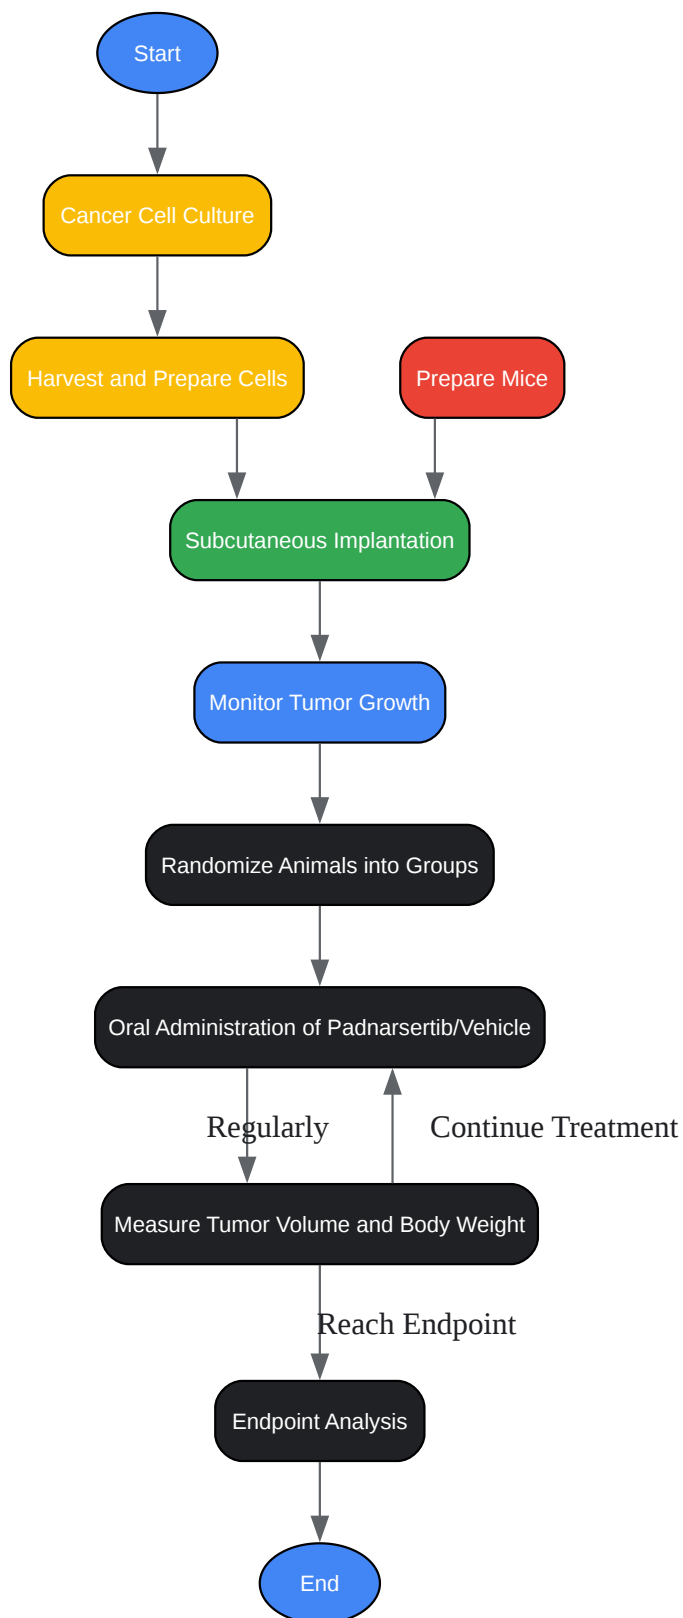 Start
Cancer Cell Culture
Harvest and Prepare Cells
Prepare Mice
Subcutaneous Implantation
Monitor Tumor Growth
Randomize Animals into Groups
Oral Administration of Padnarsertib/Vehicle
Regularly
Continue Treatment
Measure Tumor Volume and Body Weight
Reach Endpoint
Endpoint Analysis
End